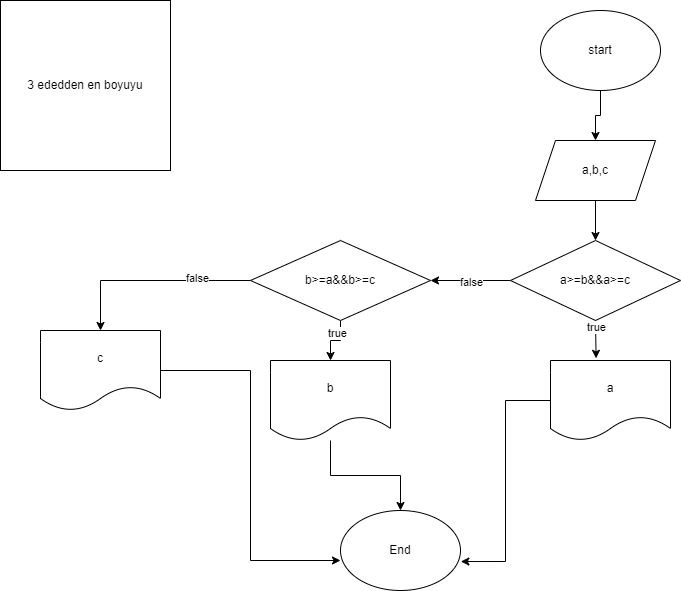 3 ededden en boyuyu
start
a,b,c
a>=b&&a>=c
false
true
b>=a&&b>=c
false
true
c
b
a
End